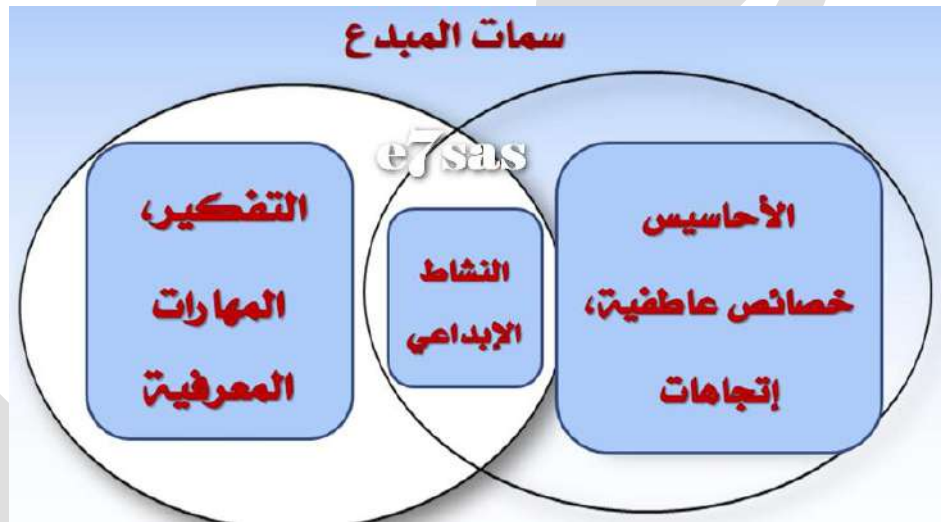 سمات المبدع
e7sas
الأحاسيس
خصائص عاطفية،
إتجاهات
النشاط
الإبداعي
التفكير،
المهارات
المعرفية